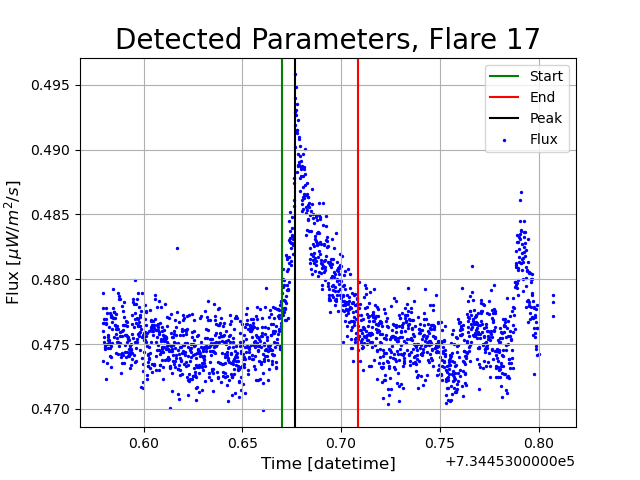 Detected Parameters, Flare 17
Flux [μW/m²/s]
0.495
0.490
0.485
0.480
0.475
0.470
Start
End
Peak
Flux
0.60
0.65
0.70
0.75
0.80
Time [datetime]
+7.3445300000e5